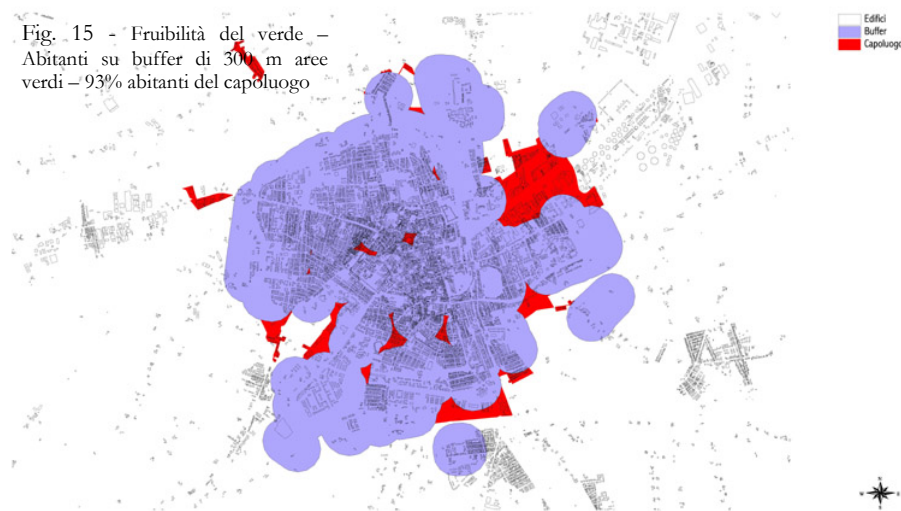 Fig. 15 - Fruibilità del verde –
Abitanti su buffer di 300 m aree
verdi – 93% abitanti del capoluogo
Edifici
Buffer
Capoluogo